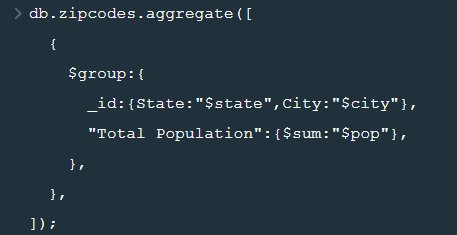 > db.zipcodes.aggregate([
{
$group:{
_id:{State:"$state",City:"$city"},
"Total Population":{$sum:"$pop"},
},
},
]);